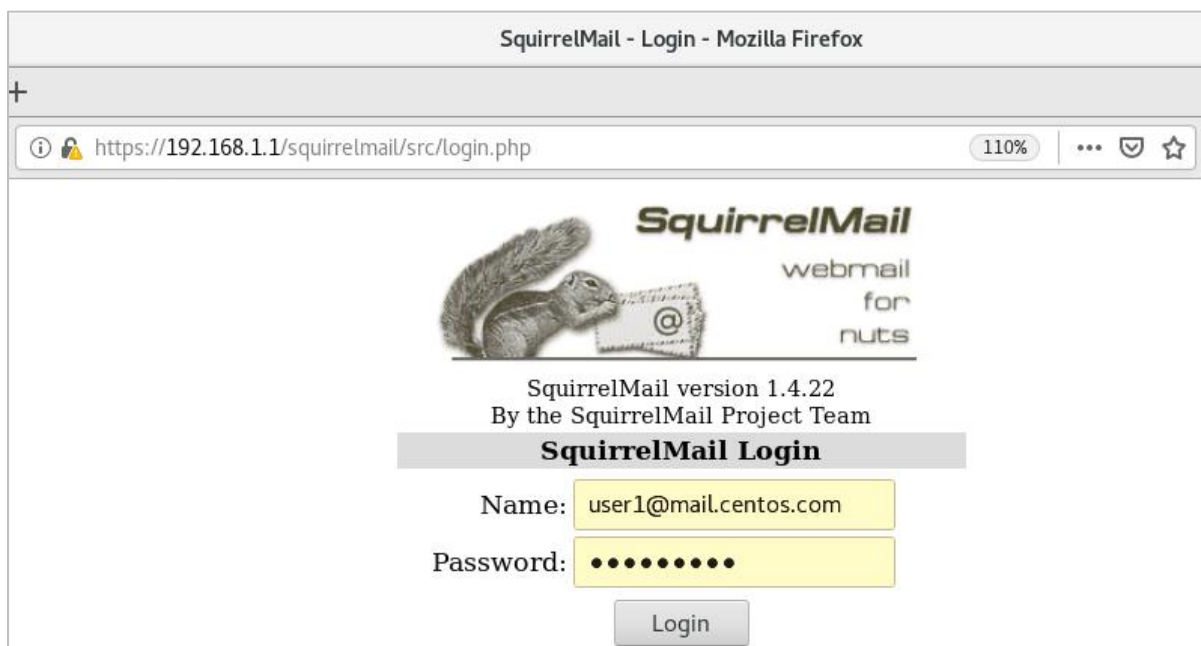 SquirrelMail - Login - Mozilla Firefox
+
https://192.168.1.1/squirrelmail/src/login.php 110%
SquirrelMail
webmail
for
nuts
@
SquirrelMail version 1.4.22
By the SquirrelMail Project Team
SquirrelMail Login
Name: user1@mail.centos.com
Password: •••••••••
Login